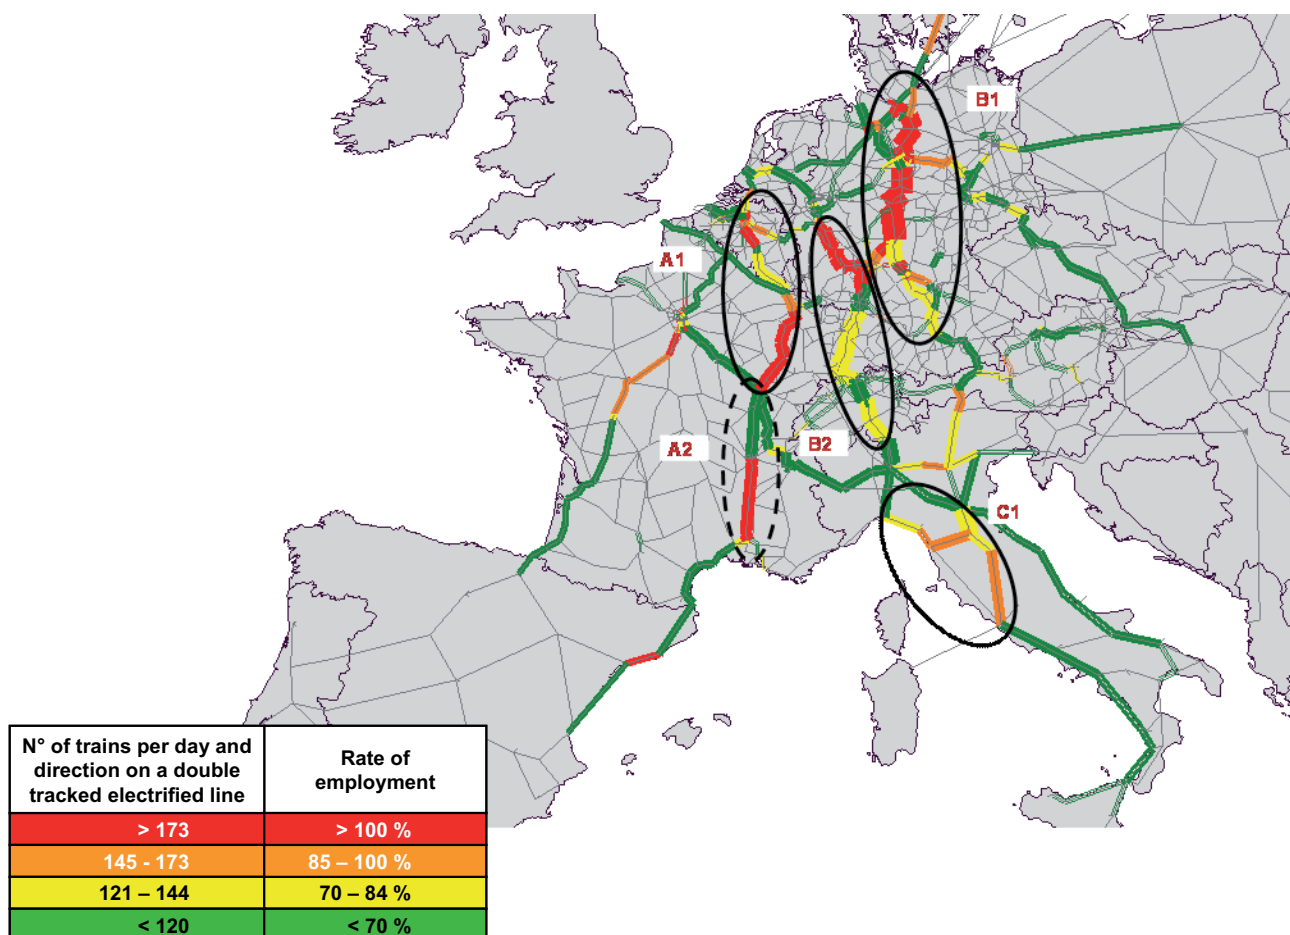 B1
A1
A2
B2
C1
N° of trains per day and
direction on a double
tracked electrified line
Rate of
employment
> 173
> 100 %
145 - 173
85 – 100 %
121 – 144
70 – 84 %
< 120
< 70 %